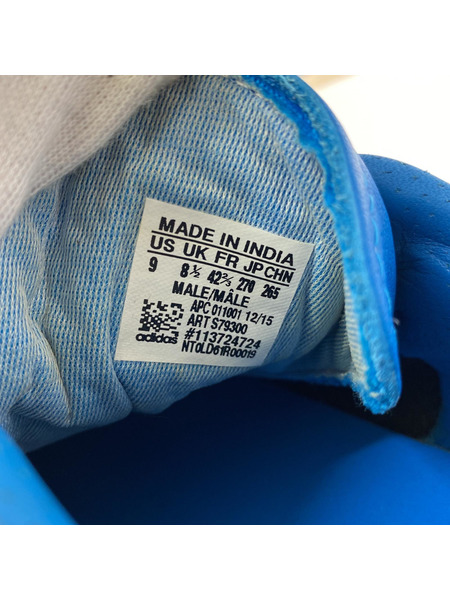 MADE IN INDIA
US UK FR JP CHN
9 8½ 42⅔ 270 265
MALE/MÂLE
APC 011001 12/15
ART S79300
#113724724
NT0LD61R00019
adidas